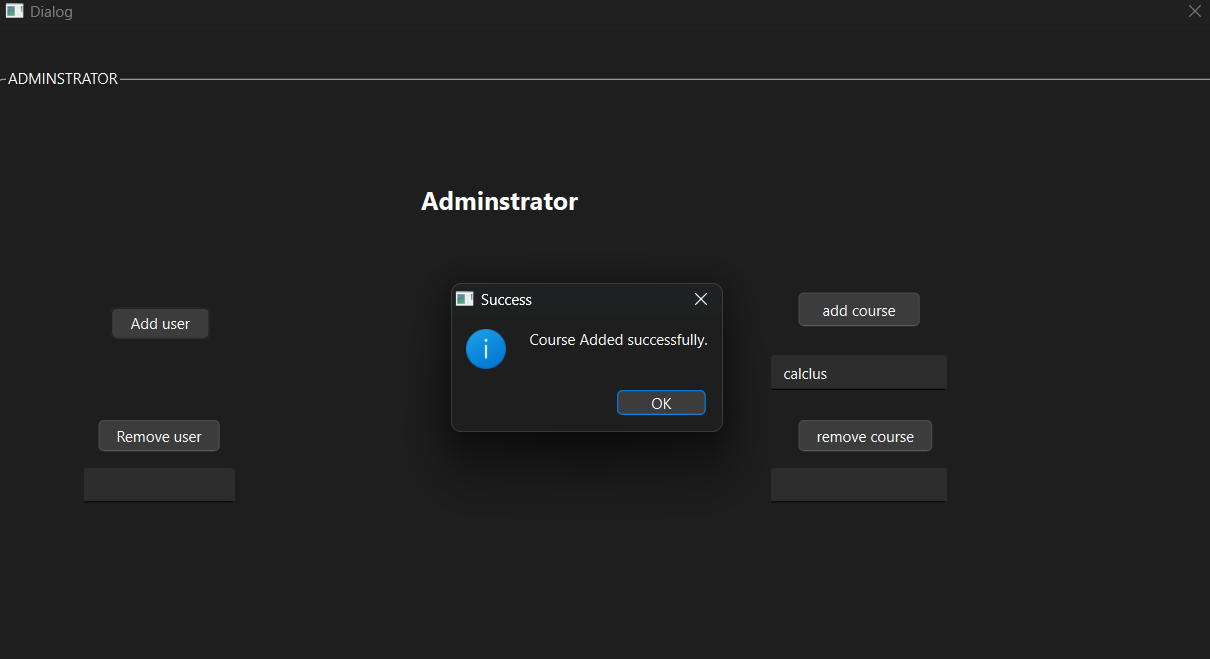 Dialog
ADMINSTRATOR
Adminstrator
Success
Course Added successfully.
OK
Add user
Remove user
add course
calclus
remove course